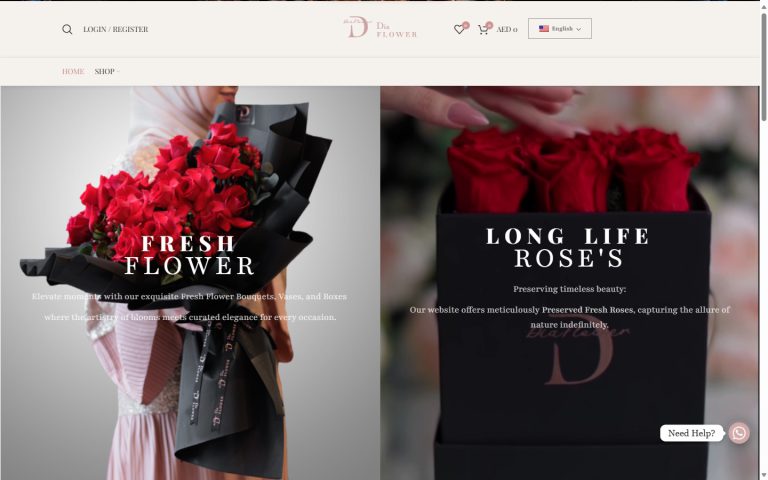 LOGIN / REGISTER
Dia
FLOWER
0
0
AED 0
English
HOME
SHOP
FRESH
FLOWER
Elevate moments with our exquisite Fresh Flower Bouquets, Vases, and Boxes
where the artistry of blooms meets curated elegance for every occasion.
LONG LIFE
ROSE'S
Preserving timeless beauty:
Our website offers meticulously Preserved Fresh Roses, capturing the allure of
nature indefinitely.
diaflower
D
Need Help?